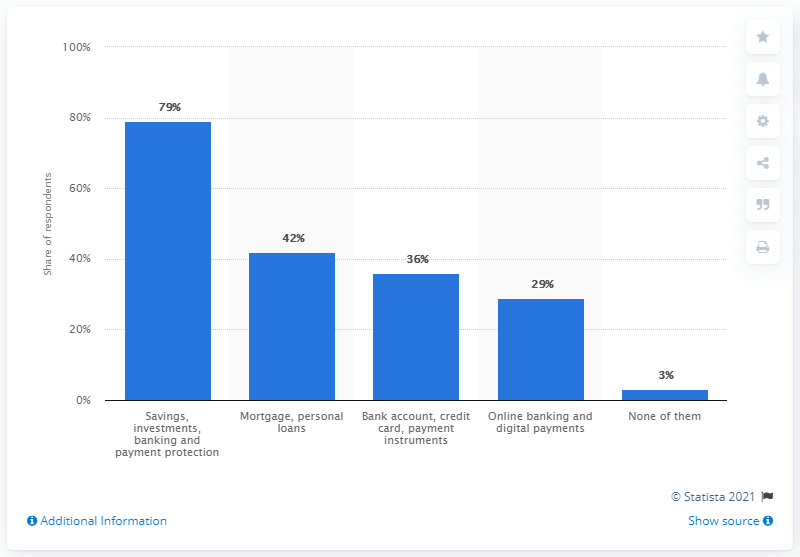 100%
80%
60%
40%
20%
0%
Share of respondents
79%
42%
36%
29%
3%
Savings,
investments,
banking and
payment protection
Mortgage, personal
loans
Bank account, credit
card, payment
instruments
Online banking and
digital payments
None of them
© Statista 2021
Additional Information
Show source